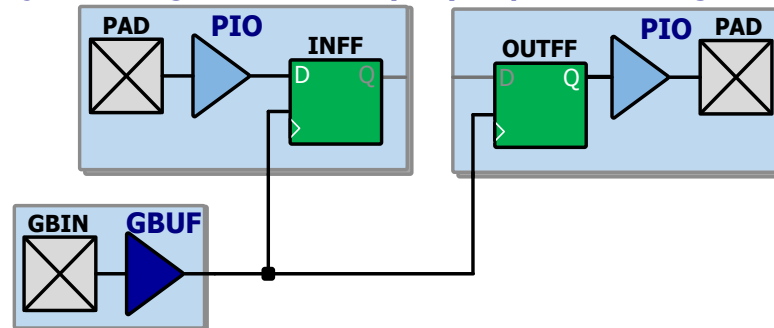 PAD PIO INFF
D Q
PIO PAD
OUTFF
D Q
GBIN GBUF